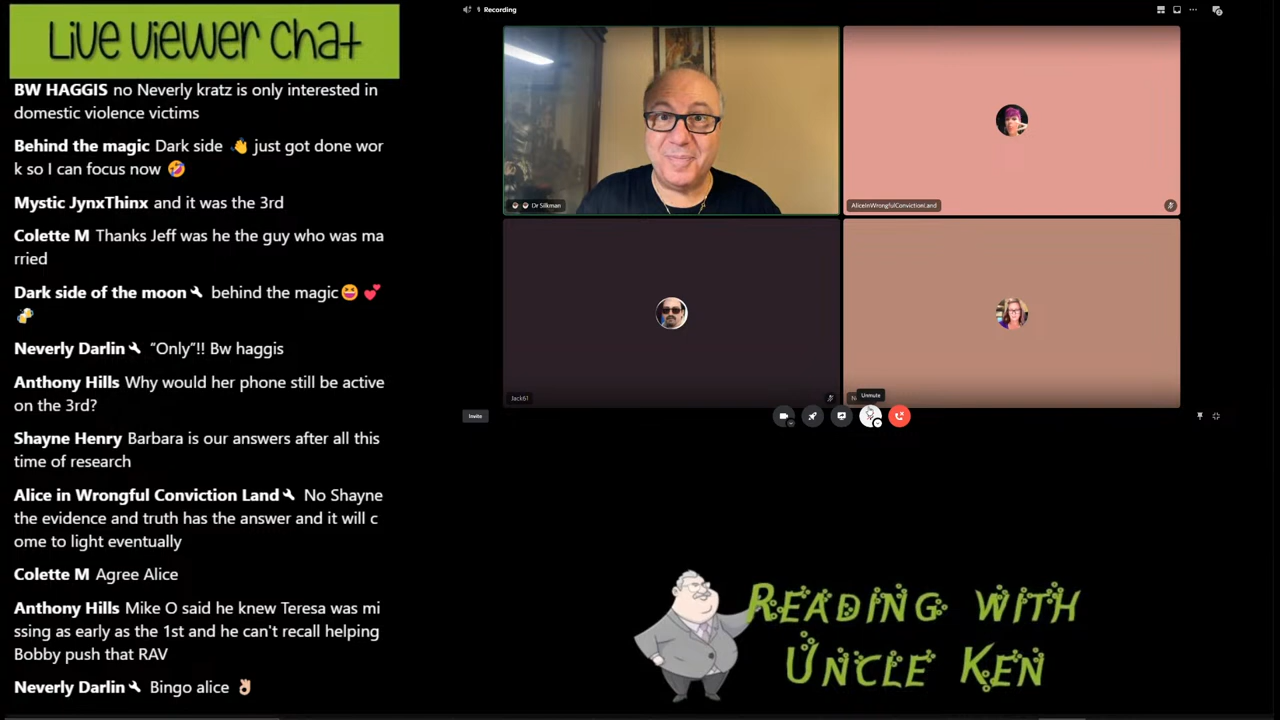 Live Viewer Chat
BW HAGGIS no Neverly kratz is only interested in
domestic violence victims
Behind the magic Dark side 👋 just got done wor
k so I can focus now 🤣
Mystic JynxThinx and it was the 3rd
Colette M Thanks Jeff was he the guy who was ma
rried
Dark side of the moon behind the magic😆 💕
🍻
Neverly Darlin “Only”!! Bw haggis
Anthony Hills Why would her phone still be active
on the 3rd?
Shayne Henry Barbara is our answers after all this
time of research
Alice in Wrongful Conviction Land No Shayne
the evidence and truth has the answer and it will c
ome to light eventually
Colette M Agree Alice
Anthony Hills Mike O said he knew Teresa was mi
ssing as early as the 1st and he can't recall helping
Bobby push that RAV
Neverly Darlin Bingo alice 👌🏼
Recording
Dr Silkman
AliceInWrongfulConvictionLand
Jack61
Unmute
Invite
Reading with
Uncle Ken